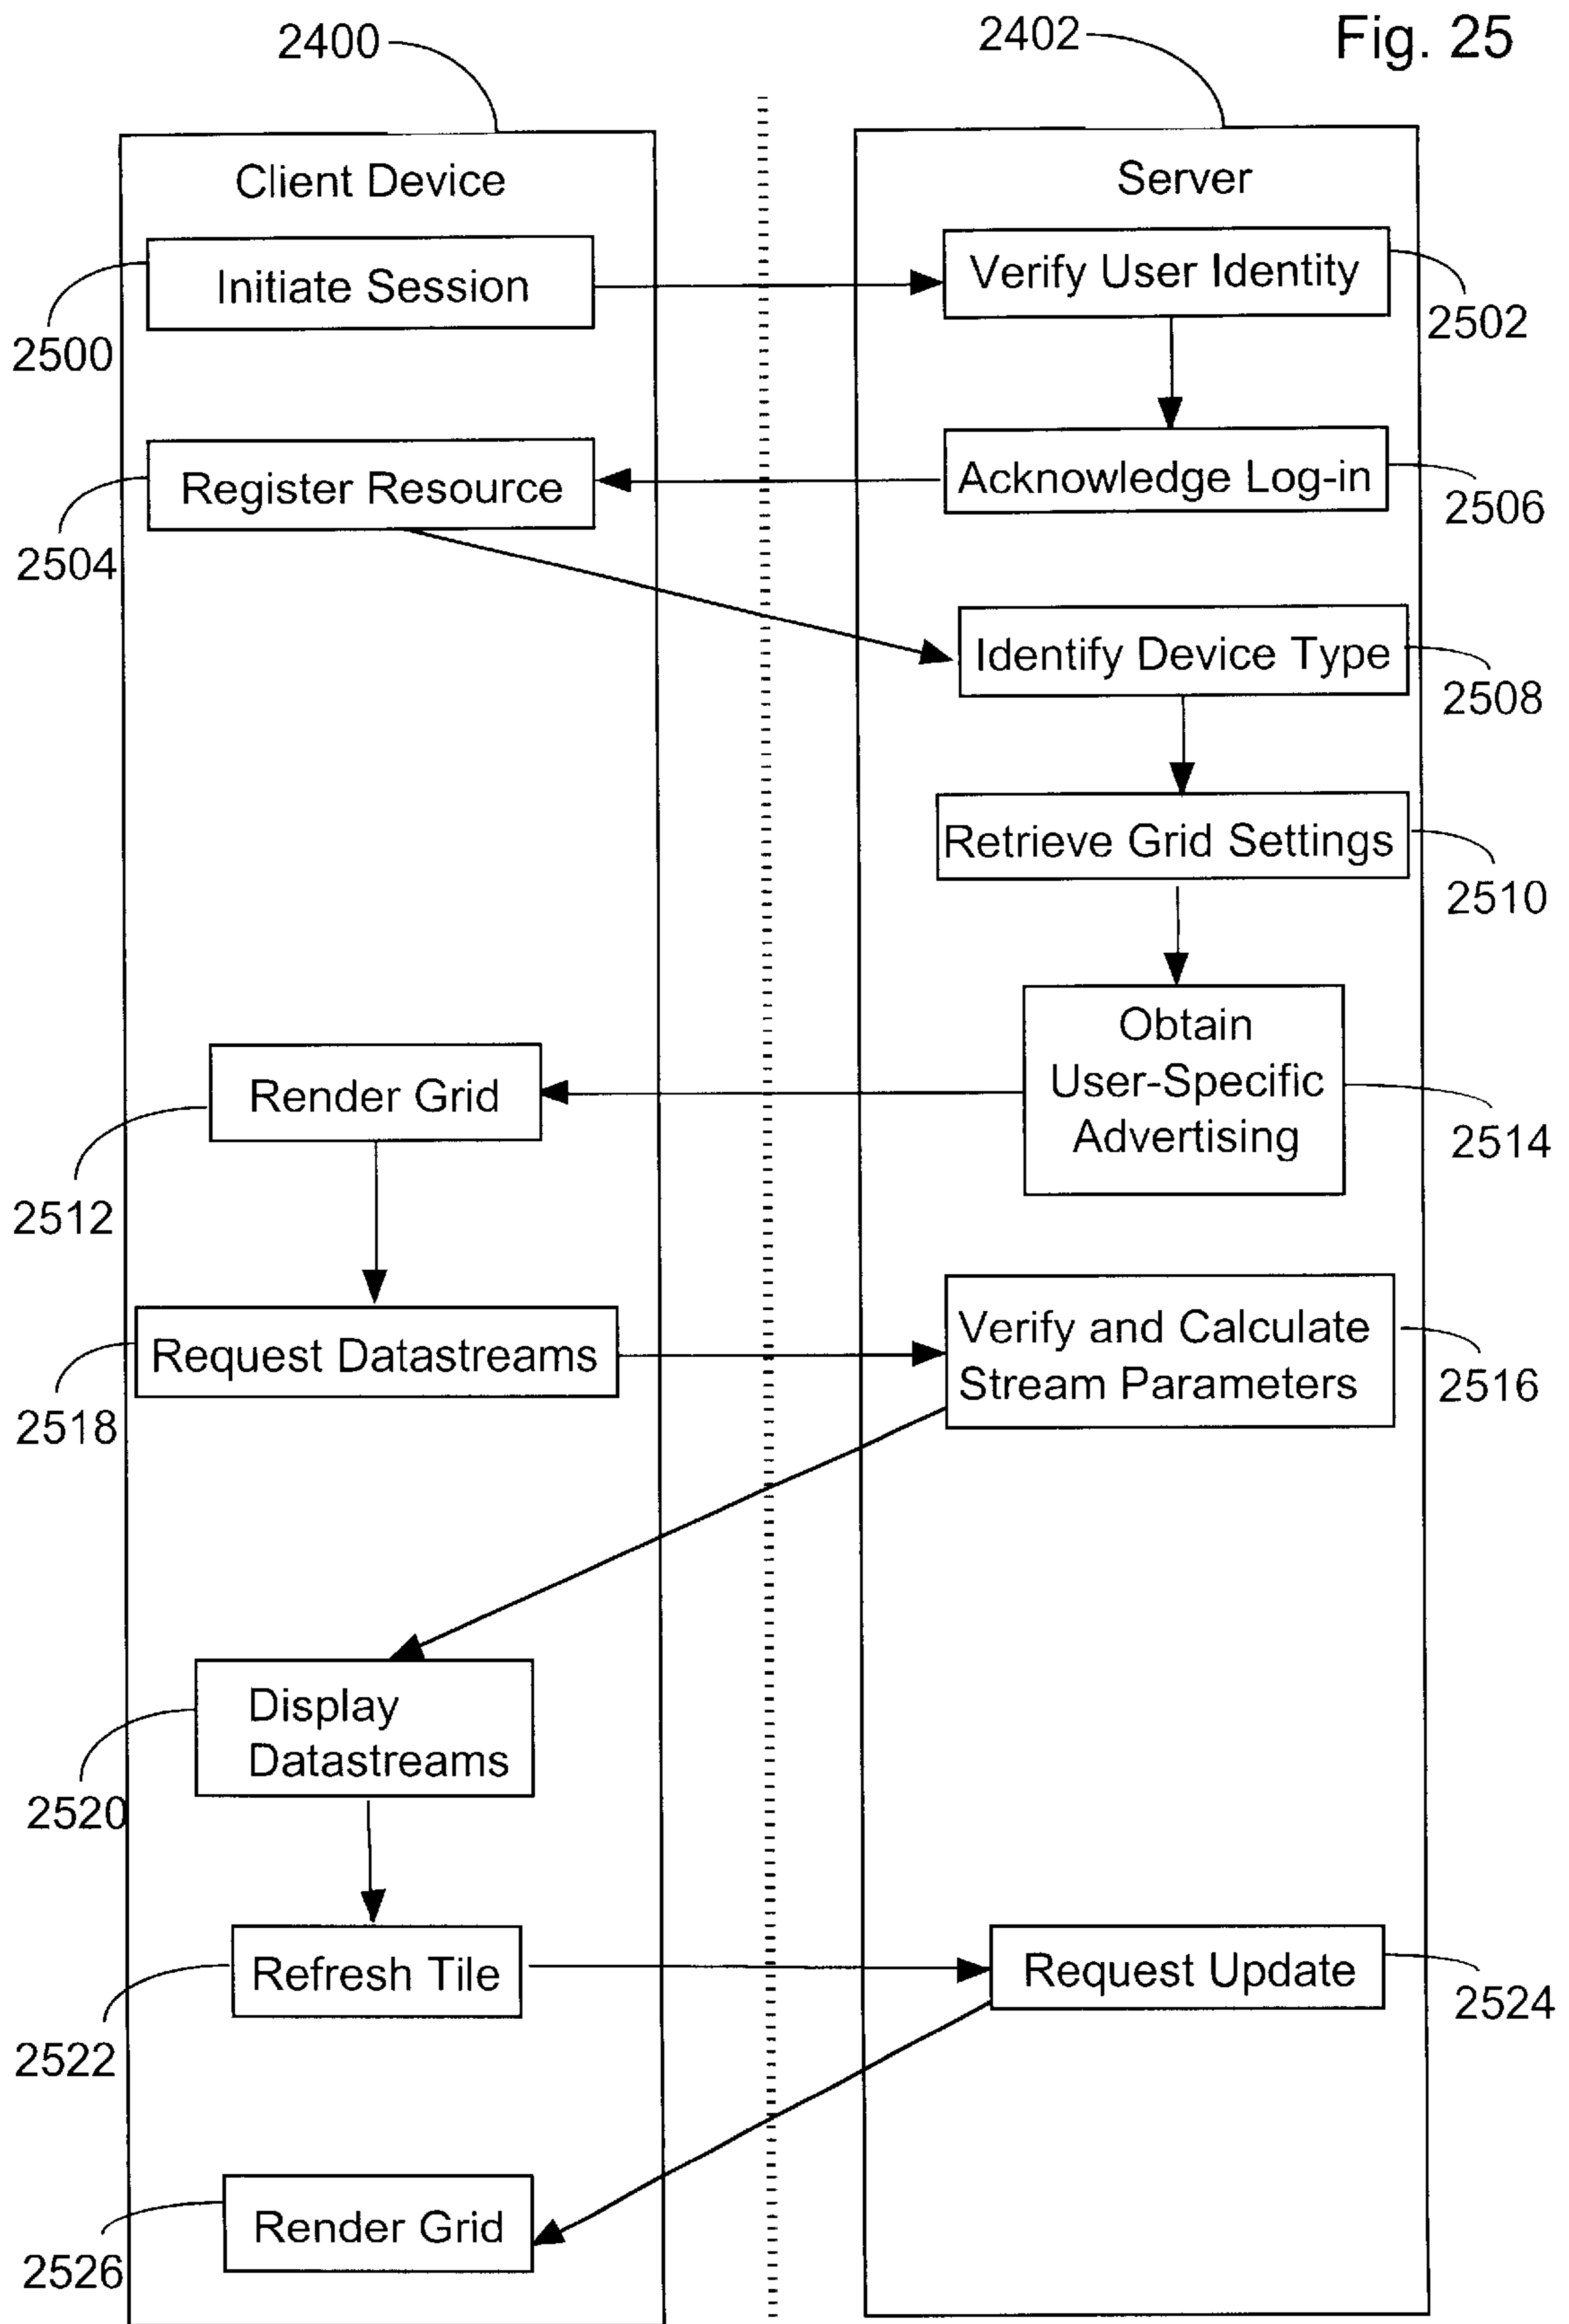 2400
2402
Fig. 25
Client Device
Server
Initiate Session
Verify User Identity
2500
2502
Register Resource
Acknowledge Log-in
2504
2506
Identify Device Type
2508
Retrieve Grid Settings
2510
Obtain
User-Specific
Advertising
Render Grid
2512
2514
Request Datastreams
Verify and Calculate
Stream Parameters
2518
2516
Display
Datastreams
2520
Refresh Tile
Request Update
2522
2524
Render Grid
2526